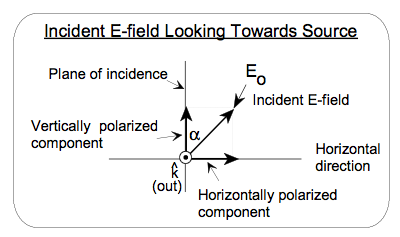 Incident E-field Looking Towards Source
Plane of incidence
E₀
Incident E-field
Vertically polarized
component
α
Horizontal
direction
k̂
(out)
Horizontally polarized
component